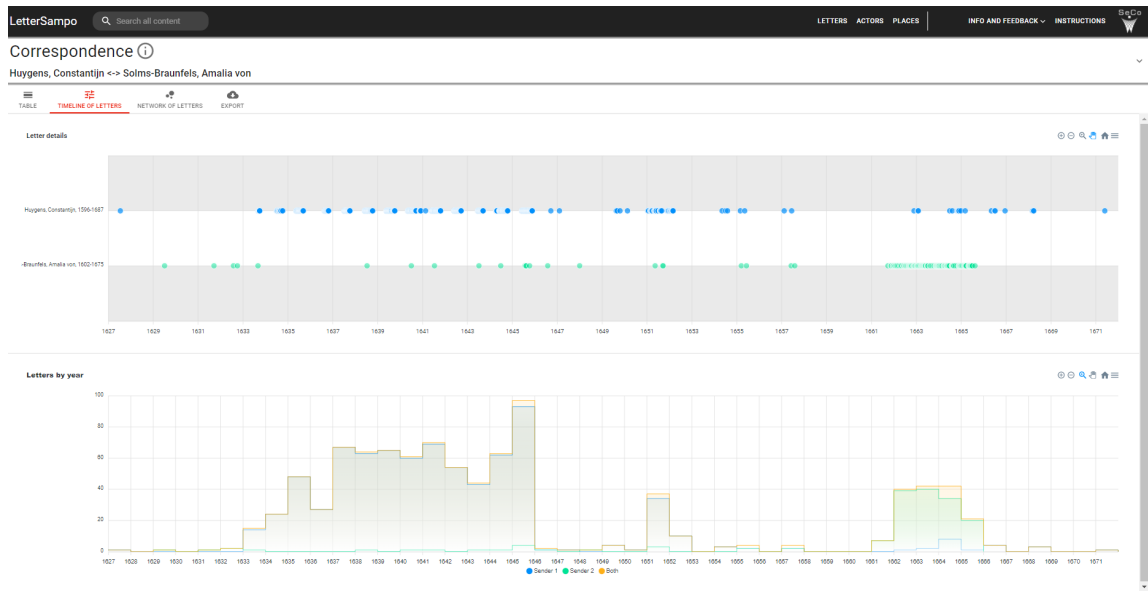 LetterSampo Search all content LETTERS ACTORS PLACES INFO AND FEEDBACK INSTRUCTIONS SeCo
Correspondence
Huygens, Constantijn <-> Solms-Braunfels, Amalia von
TABLE TIMELINE OF LETTERS NETWORK OF LETTERS EXPORT
Letter details
Huygens, Constantijn, 1596-1687
-Braunfels, Amalia von, 1602-1675
1627 1629 1631 1633 1635 1637 1639 1641 1643 1645 1647 1649 1651 1653 1655 1657 1659 1661 1663 1665 1667 1669 1671
Letters by year
100
80
60
40
20
0
1627 1628 1629 1630 1631 1632 1633 1634 1635 1636 1637 1638 1639 1640 1641 1642 1643 1644 1645 1646 1647 1648 1649 1650 1651 1652 1653 1654 1655 1656 1657 1658 1659 1660 1661 1662 1663 1664 1665 1666 1667 1668 1669 1670 1671
Sender 1 Sender 2 Both